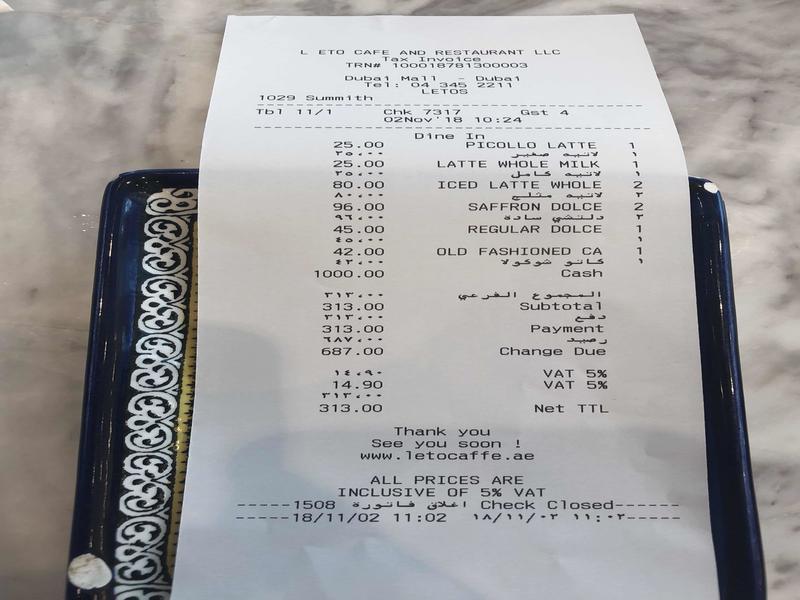 L ETO CAFE AND RESTAURANT LLC
Tax Invoice
TRN# 100018781300003
Dubai Mall - Dubai
Tel: 04 345 2211
LETOS
1029 Summith
Tbl 11/1 Chk 7317 Gst 4
02Nov'18 10:24
Dine In
25.00 PICOLLO LATTE 1
٢٥،٠٠ لاتيه صغير ١
25.00 LATTE WHOLE MILK 1
٢٥،٠٠ لاتيه كامل ١
80.00 ICED LATTE WHOLE 2
٨٠،٠٠ لاتيه مثلج ٢
96.00 SAFFRON DOLCE 2
٩٦،٠٠ دلتشي سادة ٢
45.00 REGULAR DOLCE 1
٤٥،٠٠ ١
42.00 OLD FASHIONED CA 1
٤٢،٠٠ كاتو شوكولا ١
1000.00 Cash
٣١٣،٠٠ المجموع الفرعي
313.00 Subtotal
٣١٣،٠٠ دفع
313.00 Payment
٦٨٧،٠٠ رصيد
687.00 Change Due
١٤،٩٠ VAT 5%
14.90 VAT 5%
٣١٣،٠٠
313.00 Net TTL
Thank you
See you soon !
www.letocaffe.ae
ALL PRICES ARE
INCLUSIVE OF 5% VAT
-----1508 اغلاق فاتورة Check Closed------
-----18/11/02 11:02 ١٨/١١/٠٢ ١١:٠٢-----